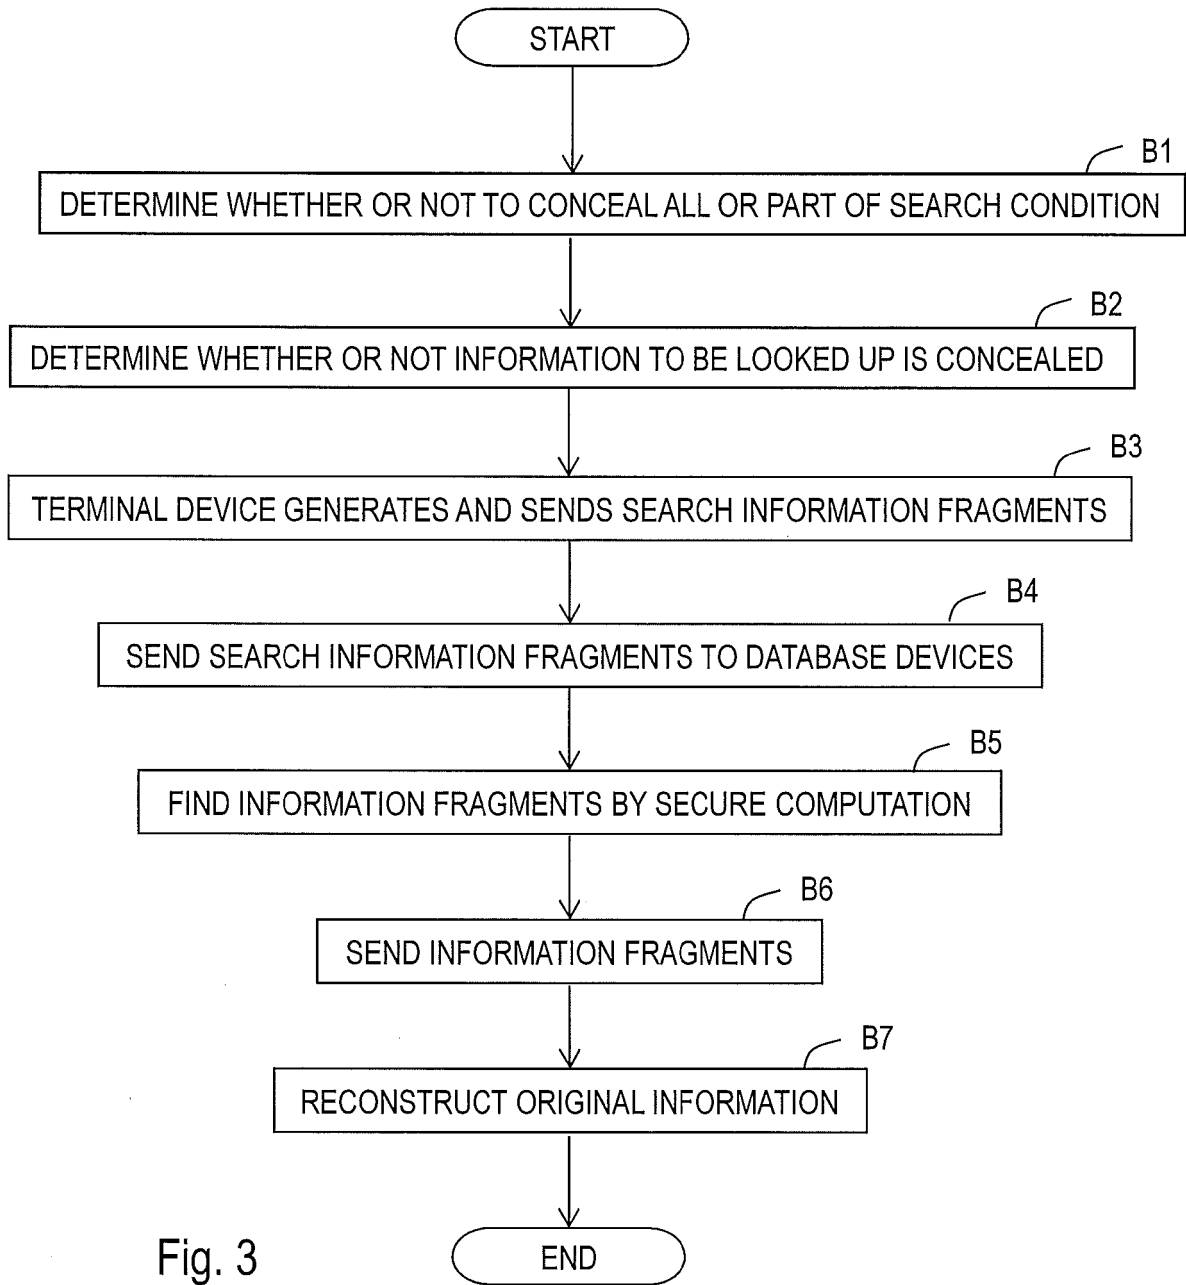 START
B1
DETERMINE WHETHER OR NOT TO CONCEAL ALL OR PART OF SEARCH CONDITION
B2
DETERMINE WHETHER OR NOT INFORMATION TO BE LOOKED UP IS CONCEALED
B3
TERMINAL DEVICE GENERATES AND SENDS SEARCH INFORMATION FRAGMENTS
B4
SEND SEARCH INFORMATION FRAGMENTS TO DATABASE DEVICES
B5
FIND INFORMATION FRAGMENTS BY SECURE COMPUTATION
B6
SEND INFORMATION FRAGMENTS
B7
RECONSTRUCT ORIGINAL INFORMATION
END
Fig. 3